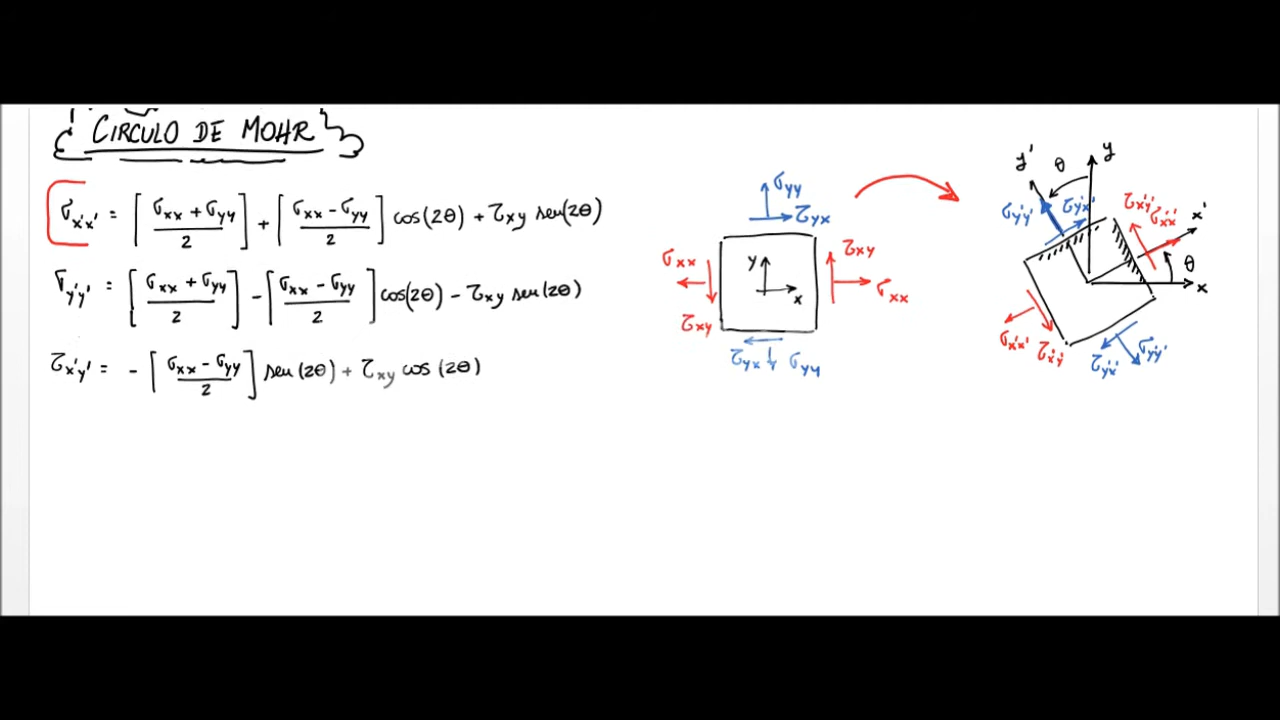 CIRCULO DE MOHR
σx'x' = [σxx + σyy / 2] + [σxx - σyy / 2] cos(2θ) + τxy sen(2θ)
σy'y' = [σxx + σyy / 2] - [σxx - σyy / 2] cos(2θ) - τxy sen(2θ)
τx'y' = - [σxx - σyy / 2] sen(2θ) + τxy cos(2θ)
σyy
τyx
σxx
τxy
y
x
τxy
σxx
τyx
σyy
y'
θ
y
σy'y'
τy'x'
τx'y'
σx'x'
x'
θ
x
σx'x'
τx'y'
τy'x'
σy'y'